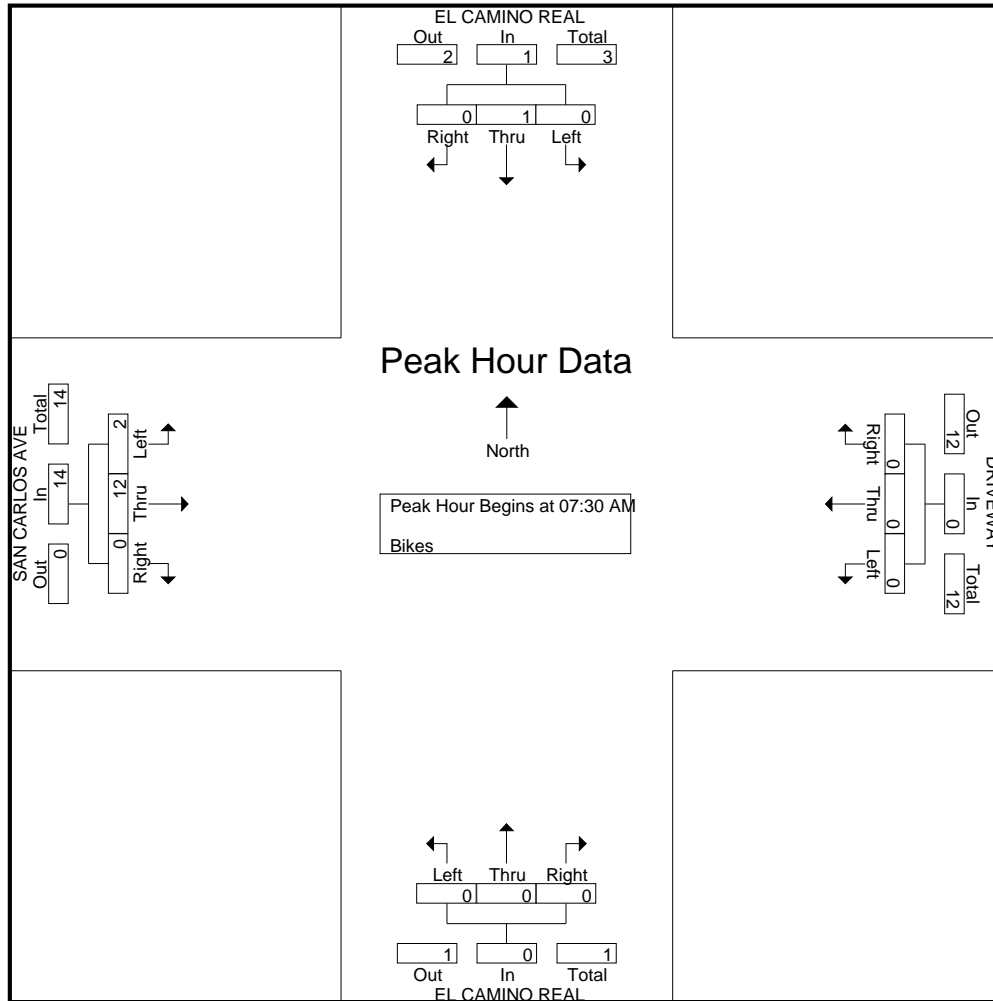 EL CAMINO REAL
Out In Total
2 1 3
0 1 0
Right Thru Left
Peak Hour Data
North
Peak Hour Begins at 07:30 AM
Bikes
SAN CARLOS AVE
Out In Total
0 14 14
0 12 2
Right Thru Left
Right Thru Left
0 0 0
Out In Total
12 0 12
DRIVEWAY
Left Thru Right
0 0 0
1 0 1
Out In Total
EL CAMINO REAL